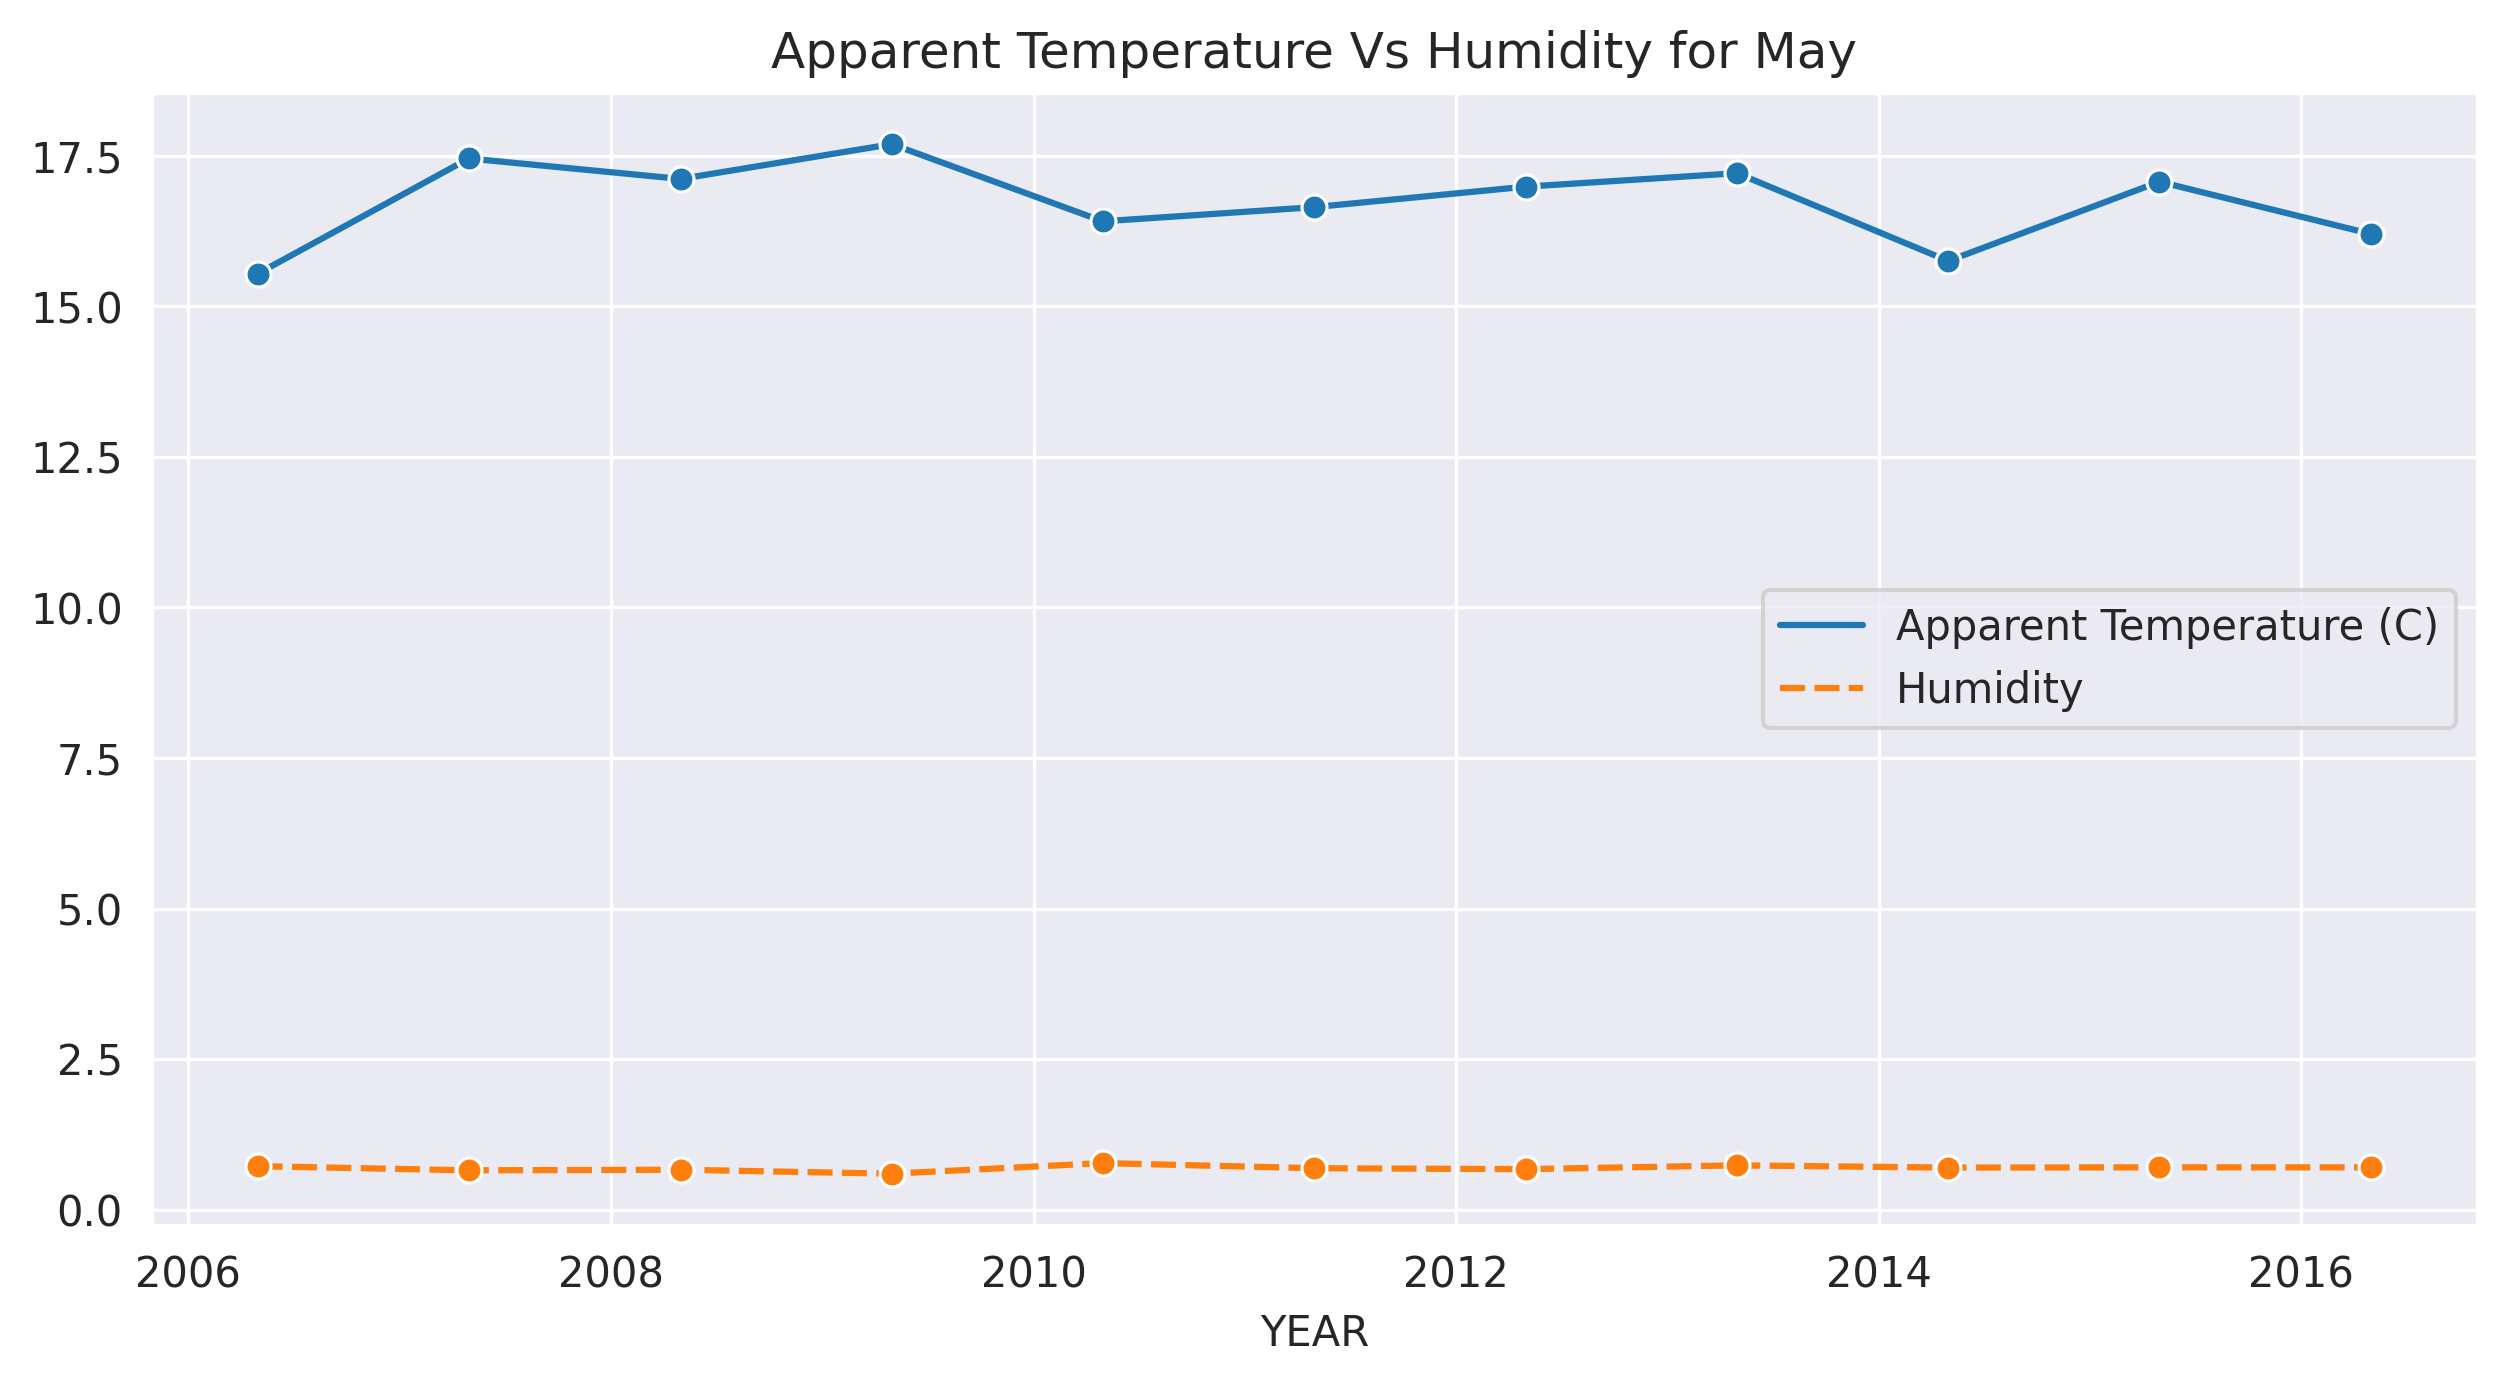 Apparent Temperature Vs Humidity for May
17.5
15.0
12.5
10.0
7.5
5.0
2.5
0.0
Apparent Temperature (C)
Humidity
2006 2008 2010 2012 2014 2016
YEAR